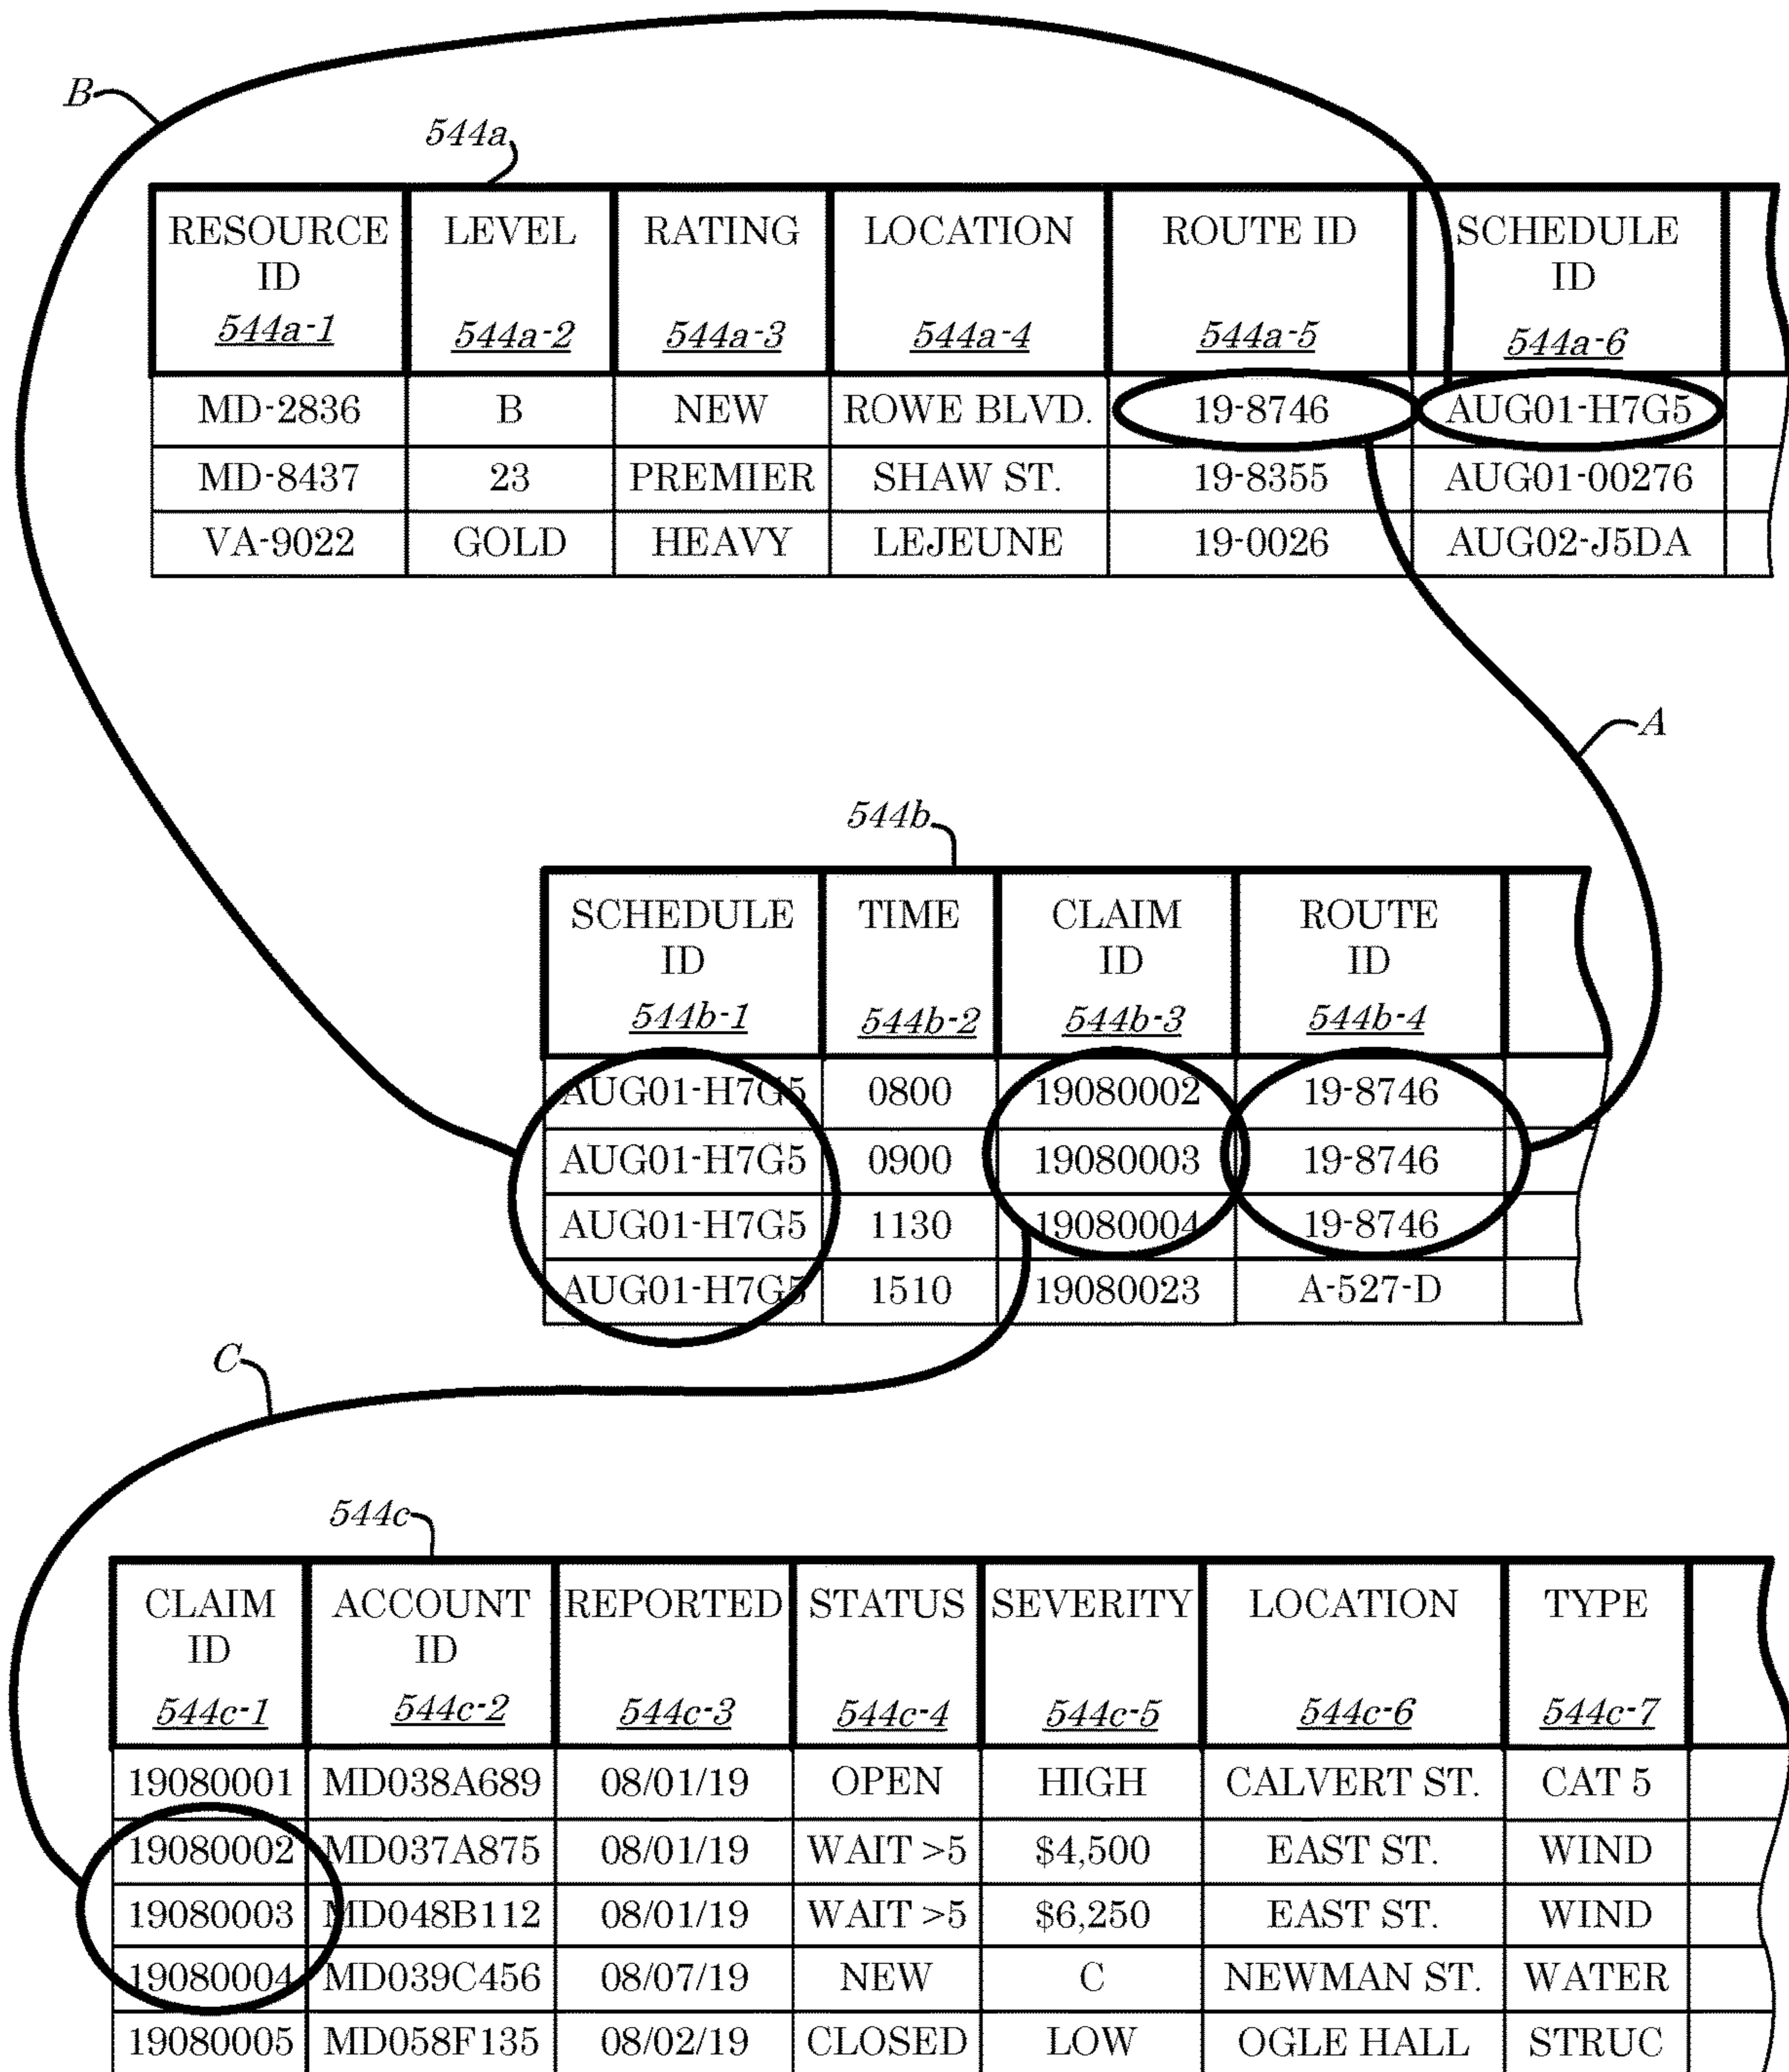 B
544a
RESOURCE ID 544a-1 LEVEL 544a-2 RATING 544a-3 LOCATION 544a-4 ROUTE ID 544a-5 SCHEDULE ID 544a-6
MD-2836 B NEW ROWE BLVD. 19-8746 AUG01-H7G5
MD-8437 23 PREMIER SHAW ST. 19-8355 AUG01-00276
VA-9022 GOLD HEAVY LEJEUNE 19-0026 AUG02-J5DA
A
544b
SCHEDULE ID 544b-1 TIME 544b-2 CLAIM ID 544b-3 ROUTE ID 544b-4
AUG01-H7G5 0800 19080002 19-8746
AUG01-H7G5 0900 19080003 19-8746
AUG01-H7G5 1130 19080004 19-8746
AUG01-H7G5 1510 19080023 A-527-D
C
544c
CLAIM ID 544c-1 ACCOUNT ID 544c-2 REPORTED 544c-3 STATUS 544c-4 SEVERITY 544c-5 LOCATION 544c-6 TYPE 544c-7
19080001 MD038A689 08/01/19 OPEN HIGH CALVERT ST. CAT 5
19080002 MD037A875 08/01/19 WAIT >5 $4,500 EAST ST. WIND
19080003 MD048B112 08/01/19 WAIT >5 $6,250 EAST ST. WIND
19080004 MD039C456 08/07/19 NEW C NEWMAN ST. WATER
19080005 MD058F135 08/02/19 CLOSED LOW OGLE HALL STRUC